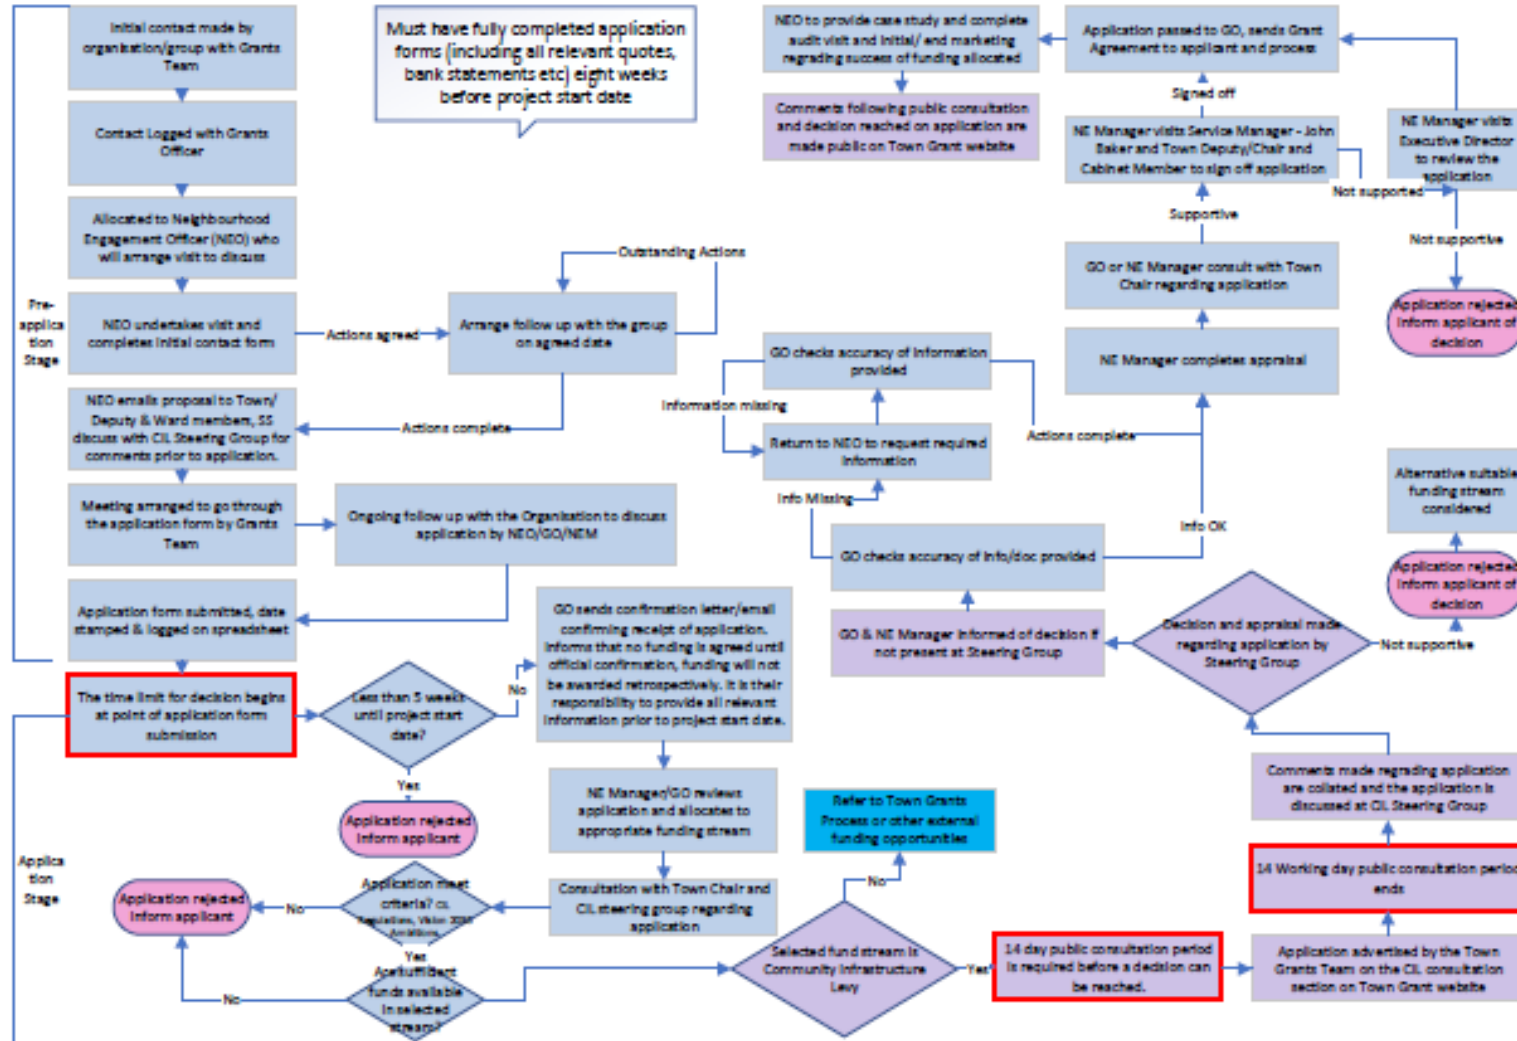 Initial contact made by
organisation/group with Grants
Team
Contact Logged with Grants
Officer
Allocated to Neighbourhood
Engagement Officer (NEO) who
will arrange visit to discuss
NEO undertakes visit and
completes initial contact form
Actions agreed
Arrange follow up with the group
on agreed date
Outstanding Actions
Actions complete
NEO emails proposal to Town/
Deputy & Ward members, SS
discuss with CIL Steering Group for
comments prior to application.
Meeting arranged to go through
the application form by Grants
Team
Ongoing follow up with the Organisation to discuss
application by NEO/GO/NEM
Application form submitted, date
stamped & logged on spreadsheet
Pre-
applica
tion
Stage
Must have fully completed application
forms (including all relevant quotes,
bank statements etc) eight weeks
before project start date
The time limit for decision begins
at point of application form
submission
Less than 5 weeks
until project start
date?
No
Yes
Application rejected
Inform applicant
GO sends confirmation letter/email
confirming receipt of application.
Informs that no funding is agreed until
official confirmation, funding will not
be awarded retrospectively. It is their
responsibility to provide all relevant
information prior to project start date.
NE Manager/GO reviews
application and allocates to
appropriate funding stream
Consultation with Town Chair and
CIL steering group regarding
application
Application meet
criteria? CIL
Regulations, Vision
Ambitions
No
Application rejected
Inform applicant
Yes
Are sufficient
funds available
in selected
stream?
No
Applica
tion
Stage
Selected fund stream is
Community Infrastructure
Levy
No
Refer to Town Grants
Process or other external
funding opportunities
Yes
14 day public consultation period
is required before a decision can
be reached.
Application advertised by the Town
Grants Team on the CIL consultation
section on Town Grant website
14 Working day public consultation period
ends
Comments made regrading application
are collated and the application is
discussed at CIL Steering Group
Decision and appraisal made
regarding application by
Steering Group
Not supportive
Application rejected
Inform applicant of
decision
Alternative suitable
funding stream
considered
GO & NE Manager informed of decision if
not present at Steering Group
GO checks accuracy of info/doc provided
Info Missing
Info OK
Return to NEO to request required
information
Information missing
GO checks accuracy of information
provided
Actions complete
NE Manager completes appraisal
GO or NE Manager consult with Town
Chair regarding application
Supportive
NE Manager visits Service Manager - John
Baker and Town Deputy/Chair and
Cabinet Member to sign off application
Not supported
NE Manager visits
Executive Director
to review the
application
Not supportive
Application rejected
Inform applicant of
decision
Signed off
Application passed to GO, sends Grant
Agreement to applicant and process
NEO to provide case study and complete
audit visit and initial/ end marketing
regrading success of funding allocated
Comments following public consultation
and decision reached on application are
made public on Town Grant website